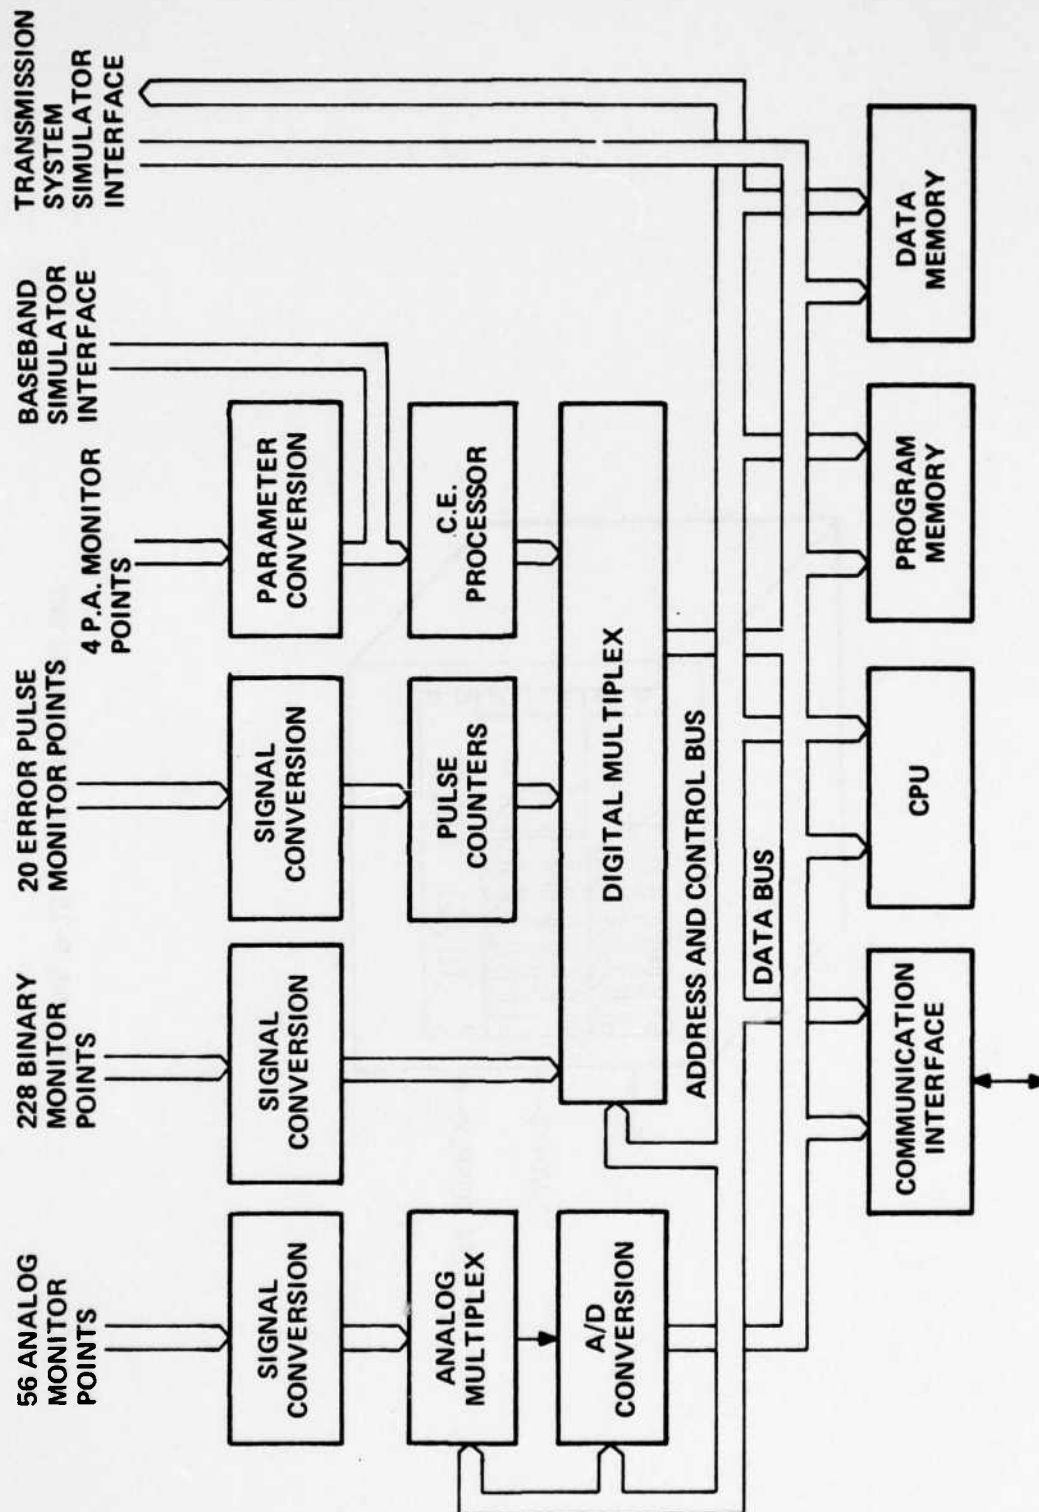 56 ANALOG
MONITOR
POINTS
228 BINARY
MONITOR
POINTS
20 ERROR PULSE
MONITOR POINTS
4 P.A. MONITOR
POINTS
BASEBAND
SIMULATOR
INTERFACE
TRANSMISSION
SYSTEM
SIMULATOR
INTERFACE
SIGNAL
CONVERSION
SIGNAL
CONVERSION
SIGNAL
CONVERSION
PARAMETER
CONVERSION
ANALOG
MULTIPLEX
PULSE
COUNTERS
C.E.
PROCESSOR
A/D
CONVERSION
DIGITAL MULTIPLEX
ADDRESS AND CONTROL BUS
DATA BUS
COMMUNICATION
INTERFACE
CPU
PROGRAM
MEMORY
DATA
MEMORY